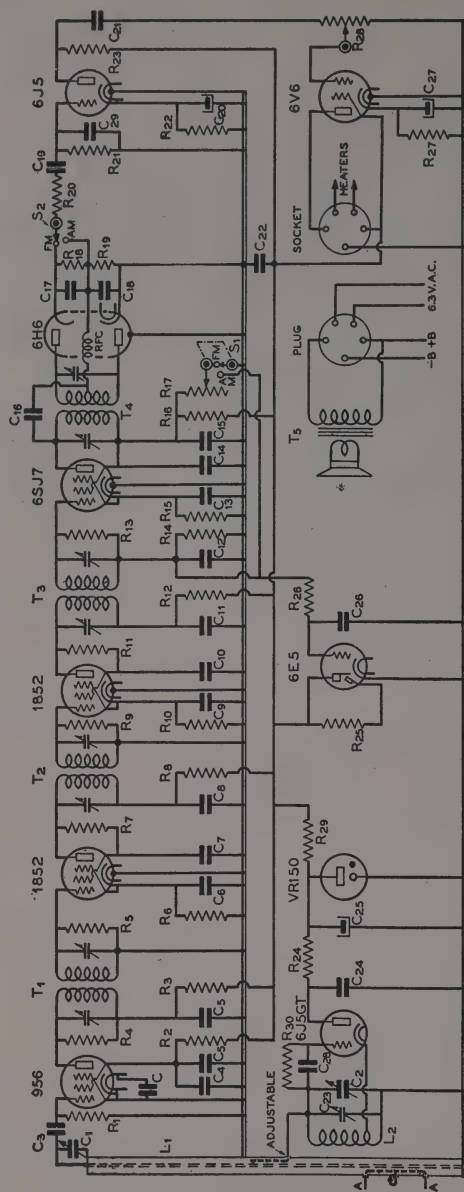 956
T1
1852
T2
1852
T3
6SJ7
T4
C16
6H6
C17
FM
S2
AM
R18
R19
C18
RFC
R20
C19
6J5
C21
R23
C29
R21
R22
C20
C3
C1
R1
L1
C
R4
R2
R3
C4
C5
C5
R5
R6
C6
C7
R7
R8
C8
R9
R10
C9
C10
R11
R12
C11
R13
R14
R15
C12
C13
C14
C15
R16
R17
FM
S1
A
M
C22
ADJUSTABLE
R30
6J5GT
C28
C23
C2
L2
C24
R24
C25
VR150
R29
R25
6E5
R26
C26
T5
PLUG
-B +B
6.3 V.A.C.
SOCKET
HEATERS
6V6
R28
R27
C27
A
A